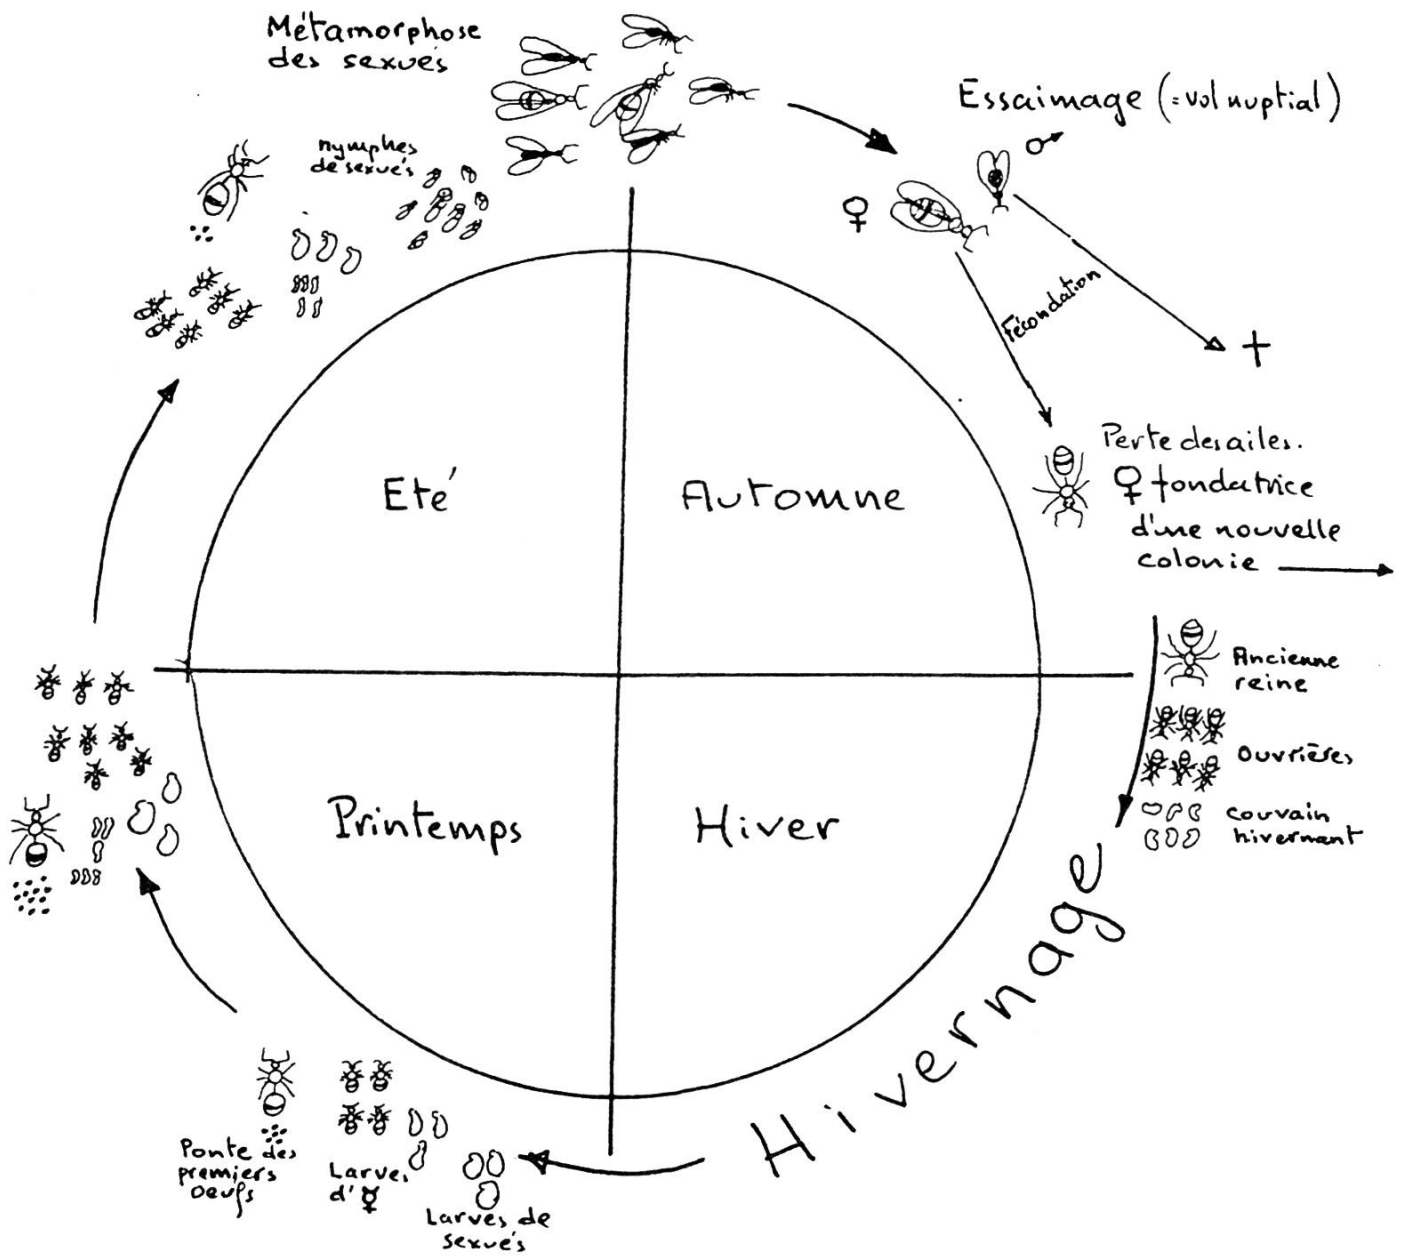 Métamorphose
des sexués
Essaimage (=vol nuptial)
nymphes
de sexués
♂
♀
Fécondation
+
Perte des ailes.
♀ fondatrice
d'une nouvelle
colonie
Eté
Automne
Ancienne
reine
Ouvrières
couvain
hivernant
Printemps
Hiver
Hivernage
Ponte des
premiers
oeufs
Larves
d'☿
Larves de
sexués